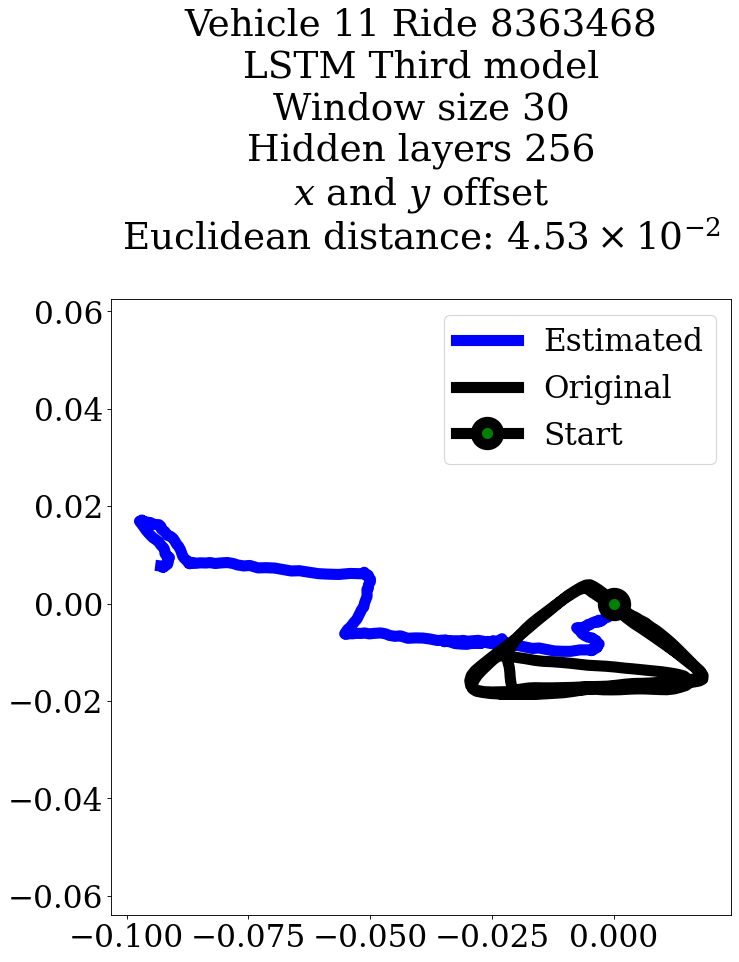 Vehicle 11 Ride 8363468
LSTM Third model
Window size 30
Hidden layers 256
x and y offset
Euclidean distance: 4.53 × 10⁻²
Estimated
Original
Start
0.06
0.04
0.02
0.00
−0.02
−0.04
−0.06
−0.100 −0.075 −0.050 −0.025 0.000